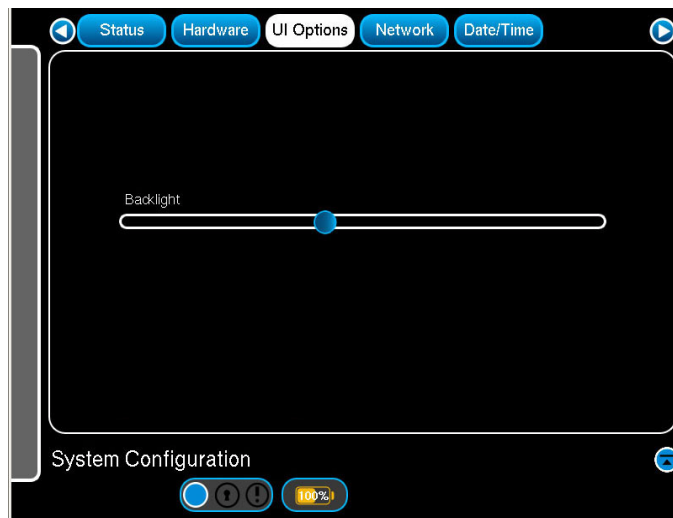 Status Hardware UI Options Network Date/Time
Backlight
System Configuration
100%